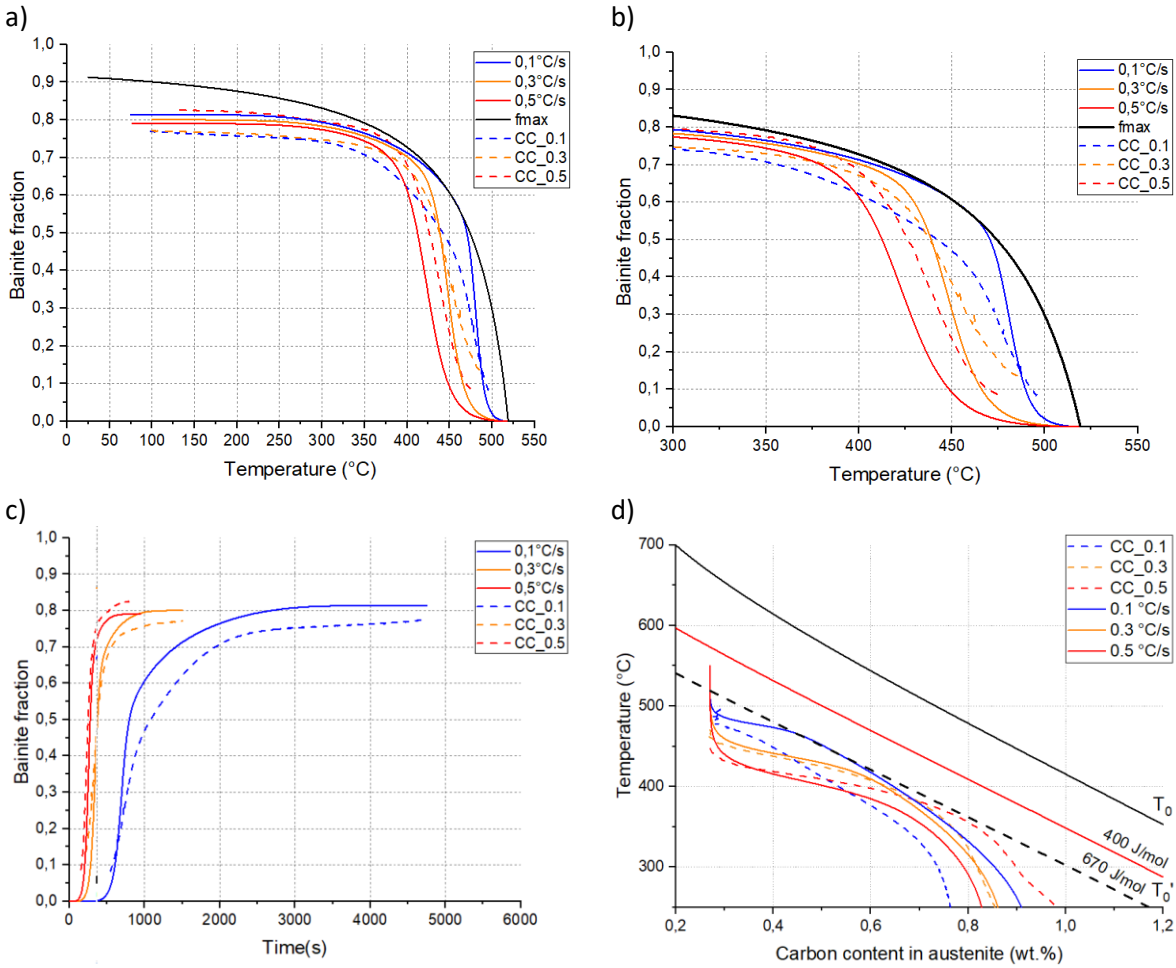 a)
1,0
0,9
0,8
0,7
0,6
0,5
0,4
0,3
0,2
0,1
0,0
Bainite fraction
0,1°C/s
0,3°C/s
0,5°C/s
fmax
CC_0.1
CC_0.3
CC_0.5
0 50 100 150 200 250 300 350 400 450 500 550
Temperature (°C)
b)
1,0
0,9
0,8
0,7
0,6
0,5
0,4
0,3
0,2
0,1
0,0
Bainite fraction
0,1°C/s
0,3°C/s
0,5°C/s
fmax
CC_0.1
CC_0.3
CC_0.5
300 350 400 450 500 550
Temperature (°C)
c)
1,0
0,9
0,8
0,7
0,6
0,5
0,4
0,3
0,2
0,1
0,0
Bainite fraction
0,1°C/s
0,3°C/s
0,5°C/s
CC_0.1
CC_0.3
CC_0.5
0 1000 2000 3000 4000 5000 6000
Time(s)
d)
700
600
500
400
300
Temperature (°C)
CC_0.1
CC_0.3
CC_0.5
0.1 °C/s
0.3 °C/s
0.5 °C/s
T0
400 J/mol
670 J/mol
T0'
0,2 0,4 0,6 0,8 1,0 1,2
Carbon content in austenite (wt.%)